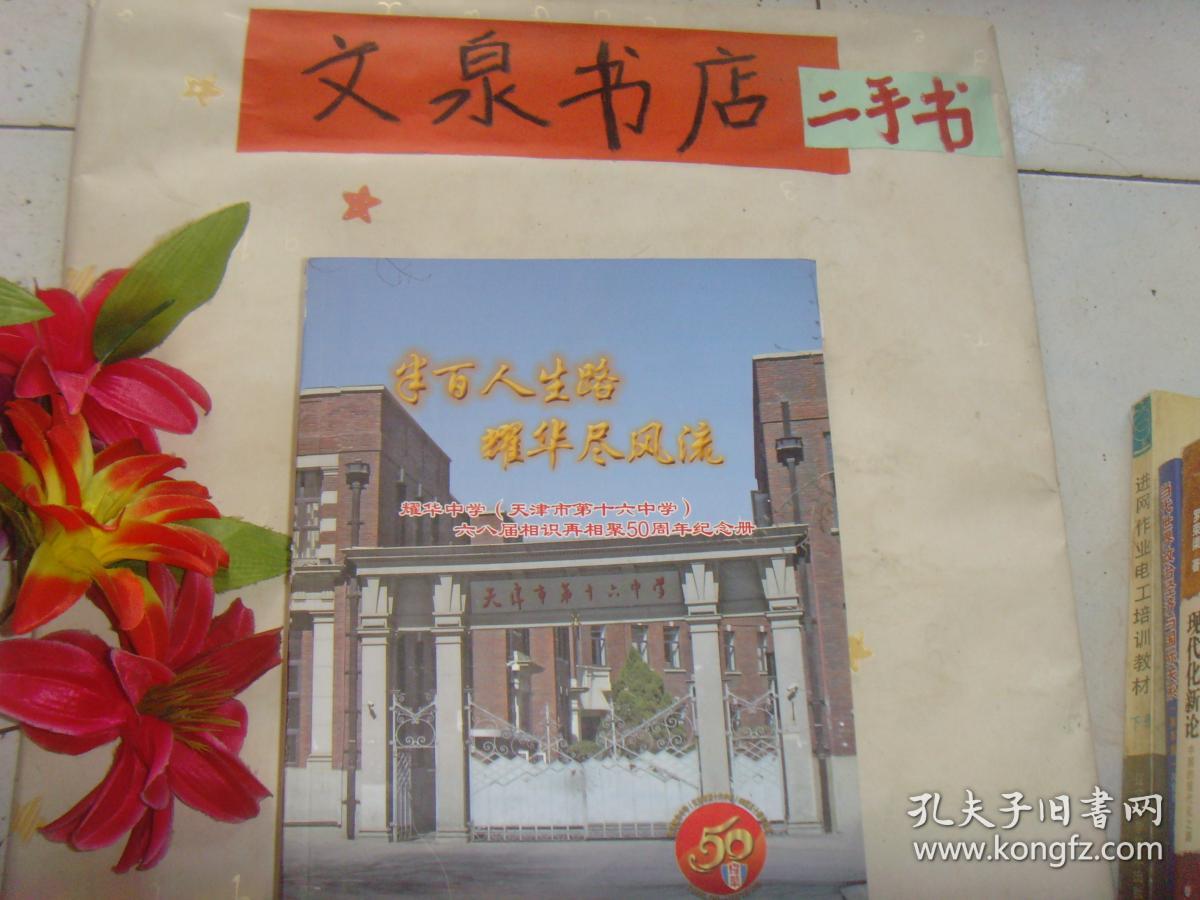 文泉书店
二手书
半百人生路
耀华尽风流
耀华中学（天津市第十六中学）
六八届相识再相聚50周年纪念册
天津市第十六中学
50
进网作业电工培训教材
下册
现代化新论
著
孔夫子旧书网
www.kongfz.com